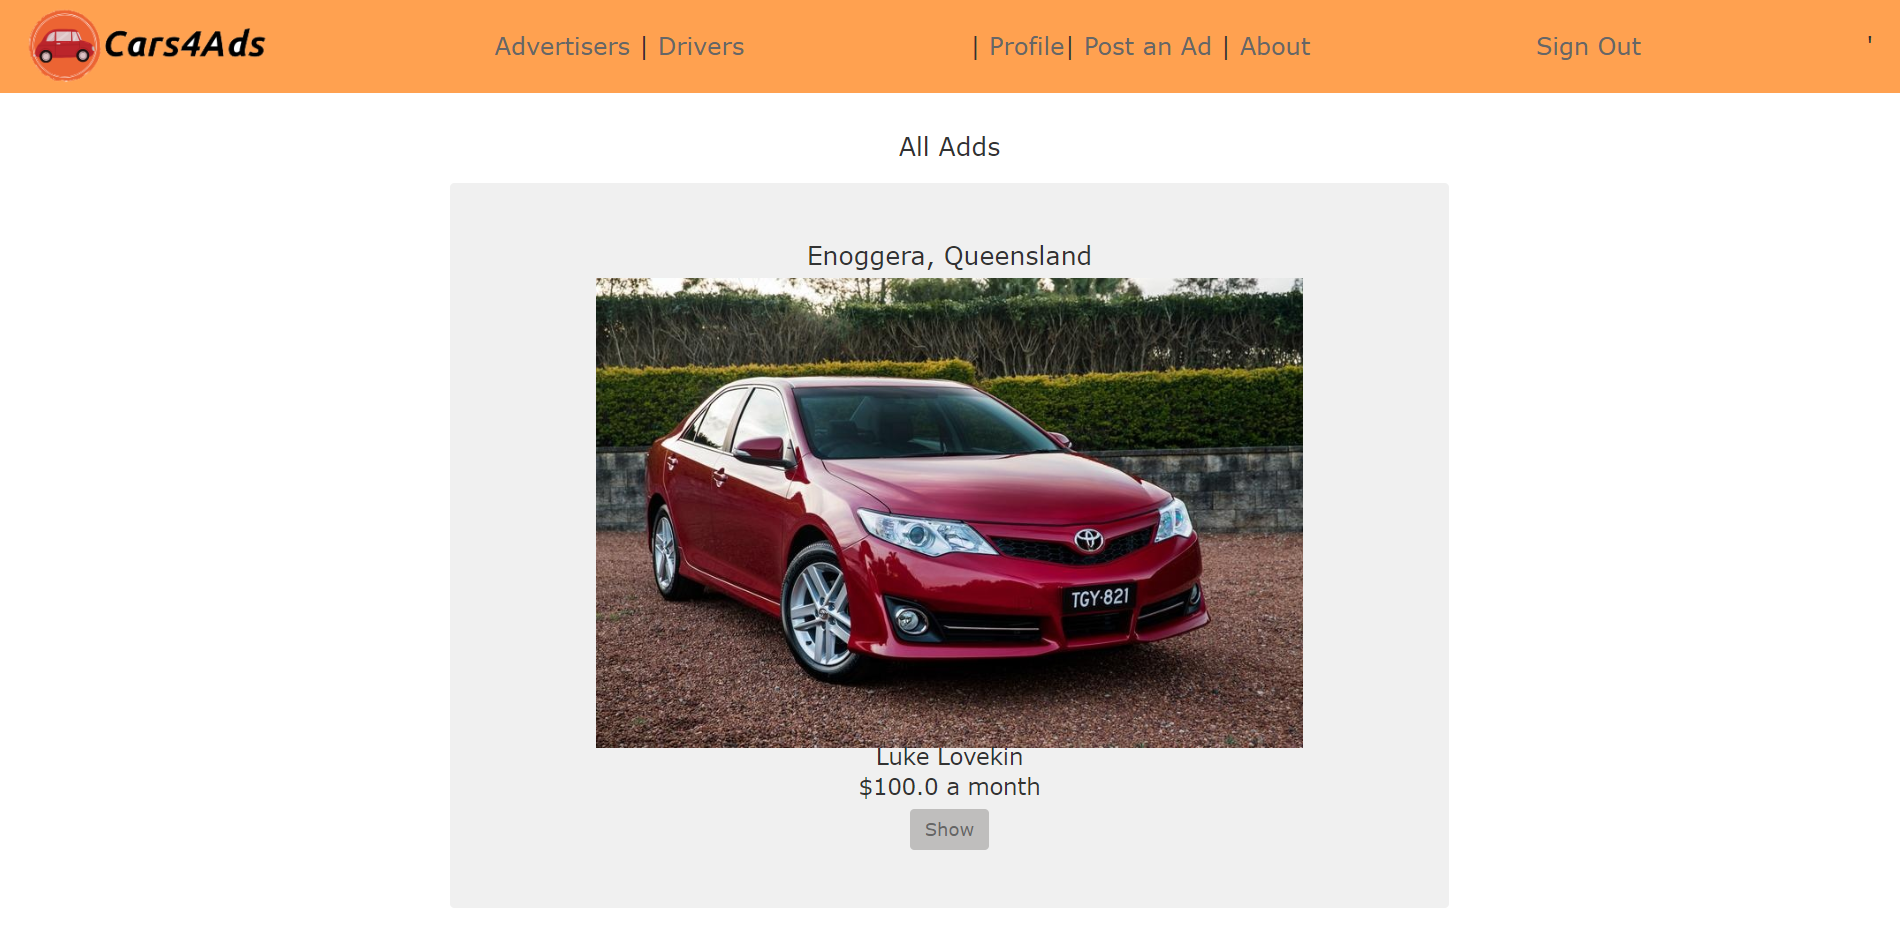 Cars4Ads
Advertisers | Drivers
| Profile| Post an Ad | About
Sign Out
'
All Adds
Enoggera, Queensland
TGY·821
Luke Lovekin
$100.0 a month
Show